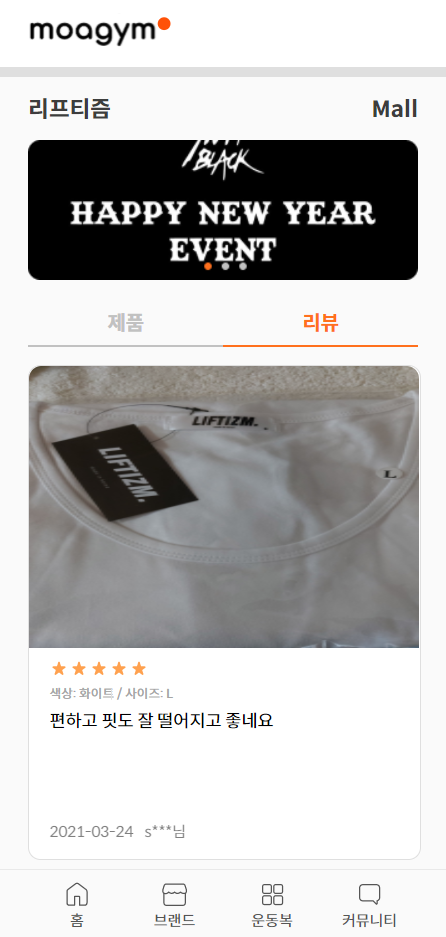 moagym
리프티즘
Mall
BLACK
HAPPY NEW YEAR
EVENT
제품
리뷰
LIFTIZM.
LIFTIZM.
L
색상: 화이트 / 사이즈: L
편하고 핏도 잘 떨어지고 좋네요
2021-03-24 s***님
홈
브랜드
운동복
커뮤니티